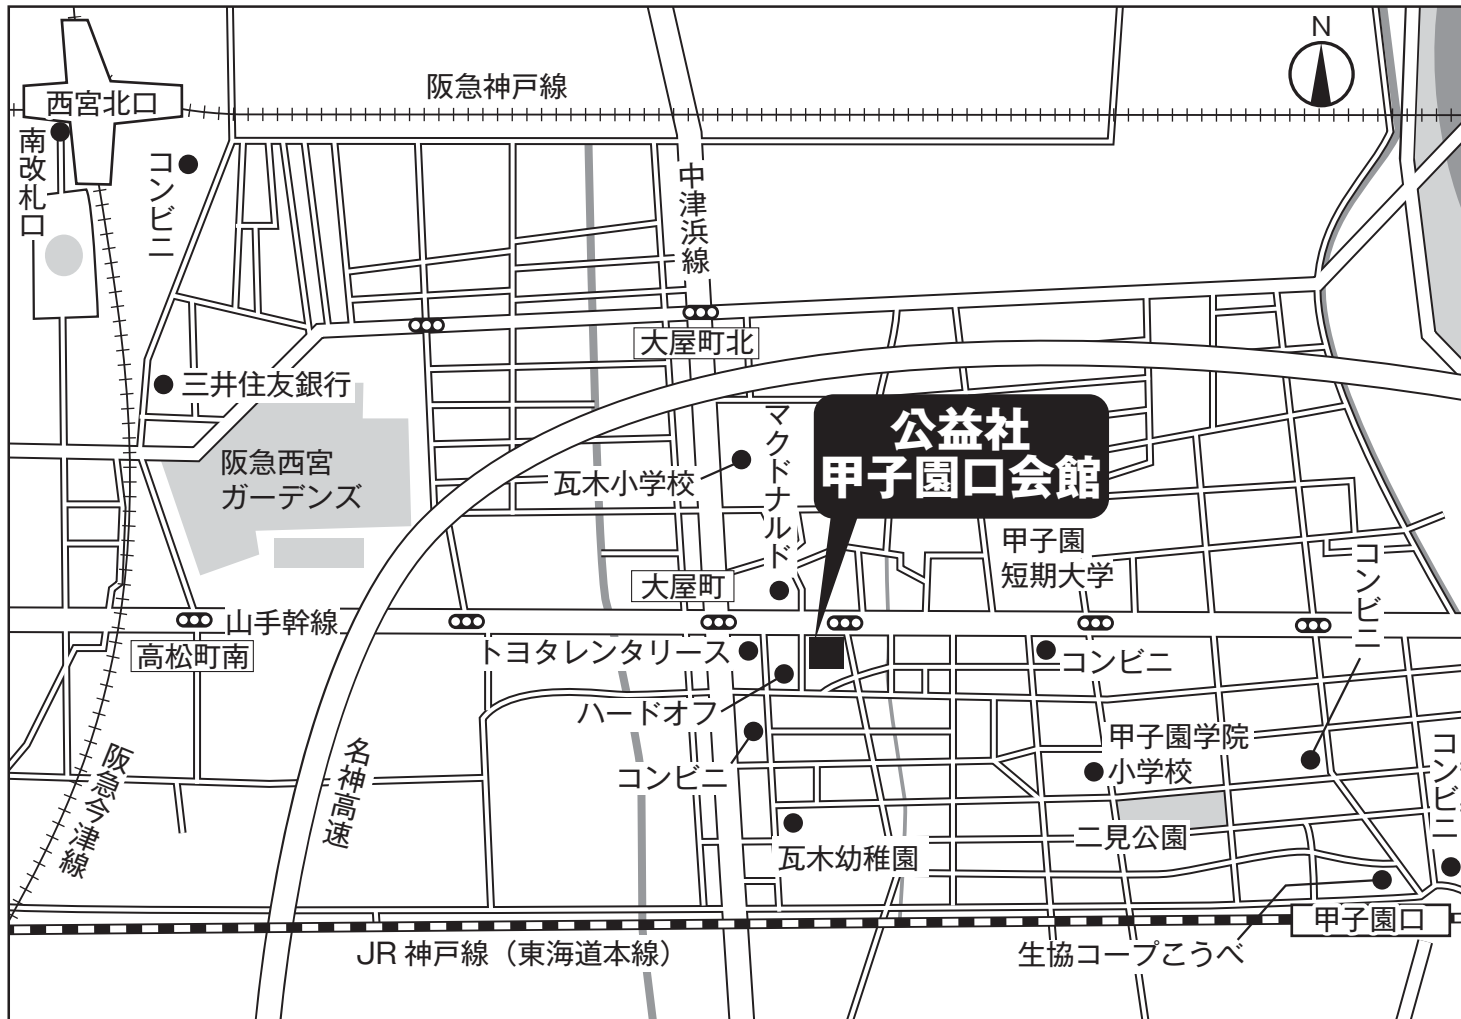 N
阪急神戸線
西宮北口
南改札口
コンビニ
中津浜線
大屋町北
三井住友銀行
阪急西宮
ガーデンズ
マクドナルド
公益社
甲子園口会館
瓦木小学校
甲子園
短期大学
コンビニ
大屋町
山手幹線
高松町南
トヨタレンタリース
コンビニ
ハードオフ
コンビニ
甲子園学院
小学校
コンビニ
名神高速
阪急今津線
二見公園
瓦木幼稚園
甲子園口
JR 神戸線（東海道本線）
生協コープこうべ